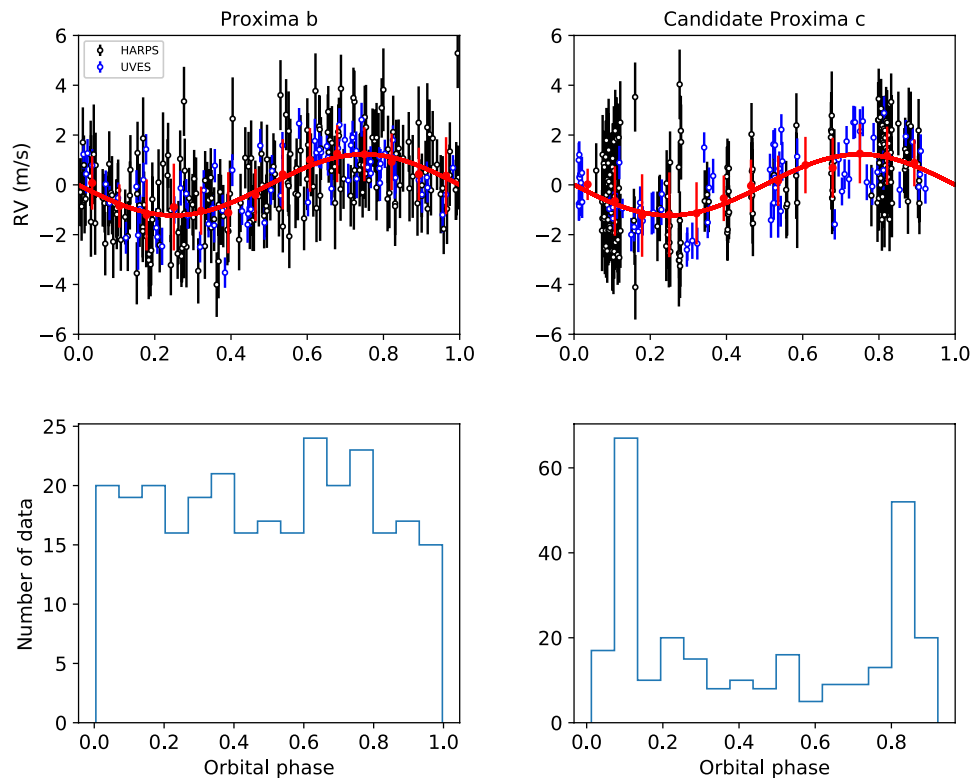 Proxima b
Candidate Proxima c
RV (m/s)
6
4
2
0
−2
−4
−6
HARPS
UVES
0.0 0.2 0.4 0.6 0.8 1.0
6
4
2
0
−2
−4
−6
0.0 0.2 0.4 0.6 0.8 1.0
Number of data
25
20
15
10
5
0
0.0 0.2 0.4 0.6 0.8 1.0
Orbital phase
60
40
20
0
0.0 0.2 0.4 0.6 0.8
Orbital phase